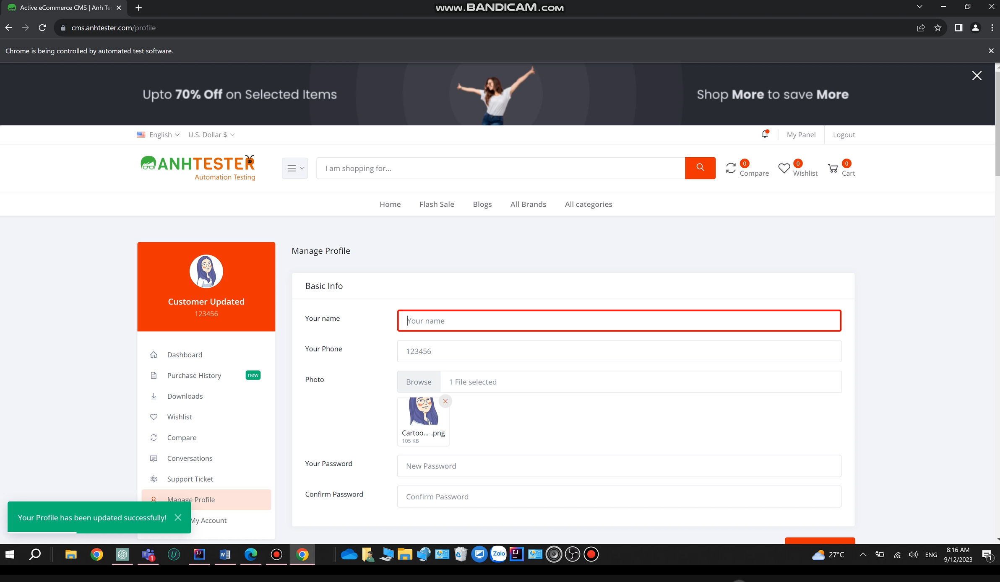 Active eCommerce CMS | Anh Te
www.BANDICAM.com
cms.anhtester.com/profile
Chrome is being controlled by automated test software.
Upto 70% Off on Selected Items
Shop More to save More
English
U.S. Dollar $
My Panel
Logout
ANHTESTER
Automation Testing
I am shopping for...
0
Compare
0
Wishlist
0
Cart
Home
Flash Sale
Blogs
All Brands
All categories
Customer Updated
123456
Dashboard
Purchase History
new
Downloads
Wishlist
Compare
Conversations
Support Ticket
Manage Profile
My Account
Your Profile has been updated successfully!
Manage Profile
Basic Info
Your name
Your name
Your Phone
123456
Photo
Browse
1 File selected
Cartoo... .png
105 KB
Your Password
New Password
Confirm Password
Confirm Password
1
U
IJ
W
Zalo
IJ
27°C
ENG
8:16 AM
9/12/2023
1